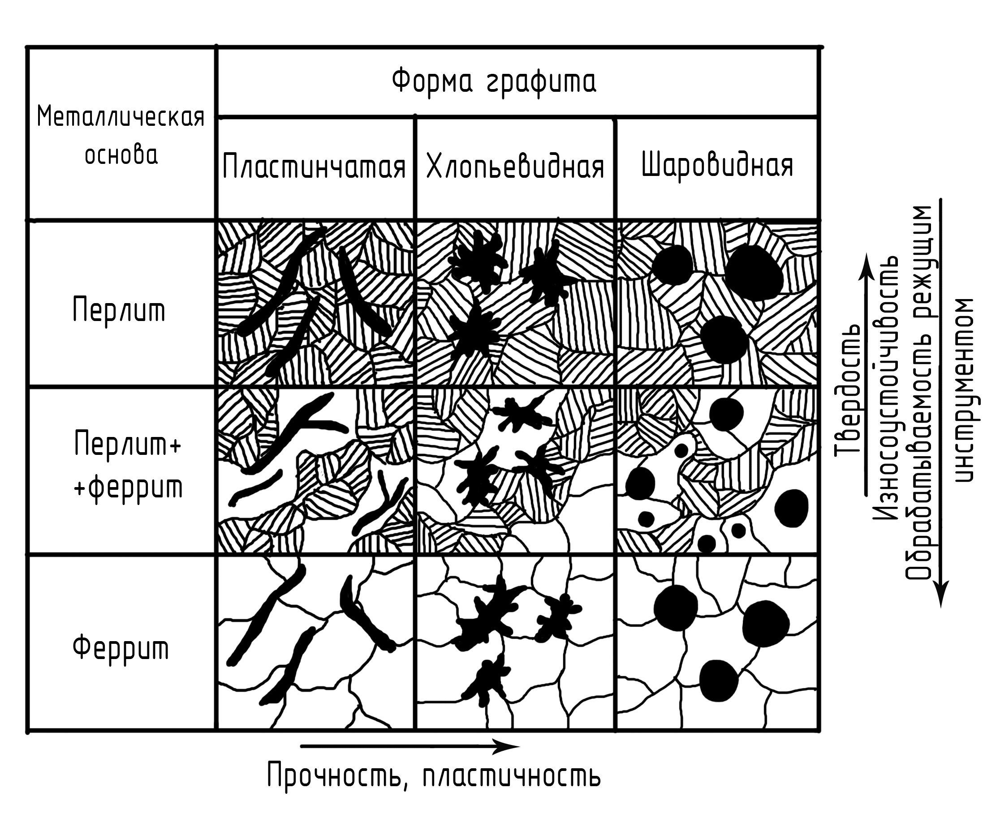 Форма графита
Металлическая
основа
Пластинчатая
Хлопьевидная
Шаровидная
Перлит
Перлит+
+феррит
Феррит
Прочность, пластичность
Твердость
Износоустойчивость
Обрабатываемость режущим
инструментом